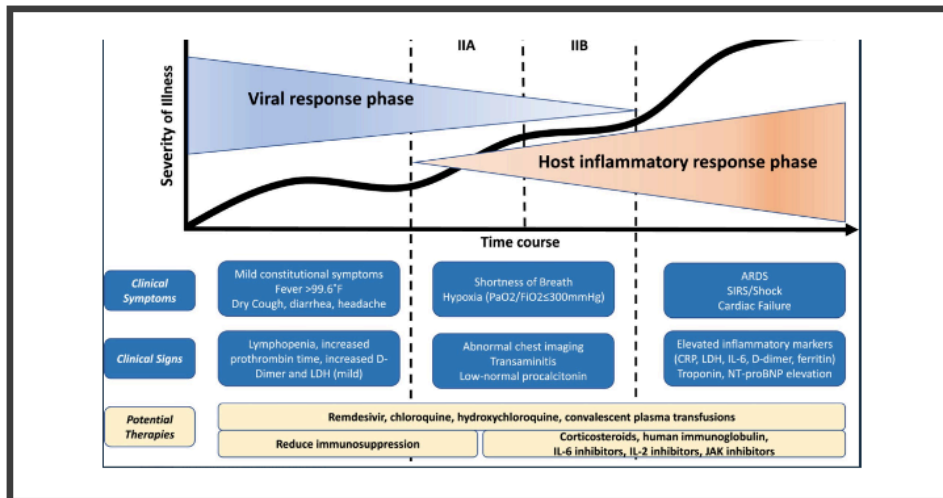 IIA
IIB
Severity of Illness
Viral response phase
Host inflammatory response phase
Time course
Clinical
Symptoms
Mild constitutional symptoms
Fever >99.6˚F
Dry Cough, diarrhea, headache
Shortness of Breath
Hypoxia (PaO2/FiO2≤300mmHg)
ARDS
SIRS/Shock
Cardiac Failure
Clinical Signs
Lymphopenia, increased
prothrombin time, increased D-
Dimer and LDH (mild)
Abnormal chest imaging
Transaminitis
Low-normal procalcitonin
Elevated inflammatory markers
(CRP, LDH, IL-6, D-dimer, ferritin)
Troponin, NT-proBNP elevation
Potential
Therapies
Remdesivir, chloroquine, hydroxychloroquine, convalescent plasma transfusions
Reduce immunosuppression
Corticosteroids, human immunoglobulin,
IL-6 inhibitors, IL-2 inhibitors, JAK inhibitors